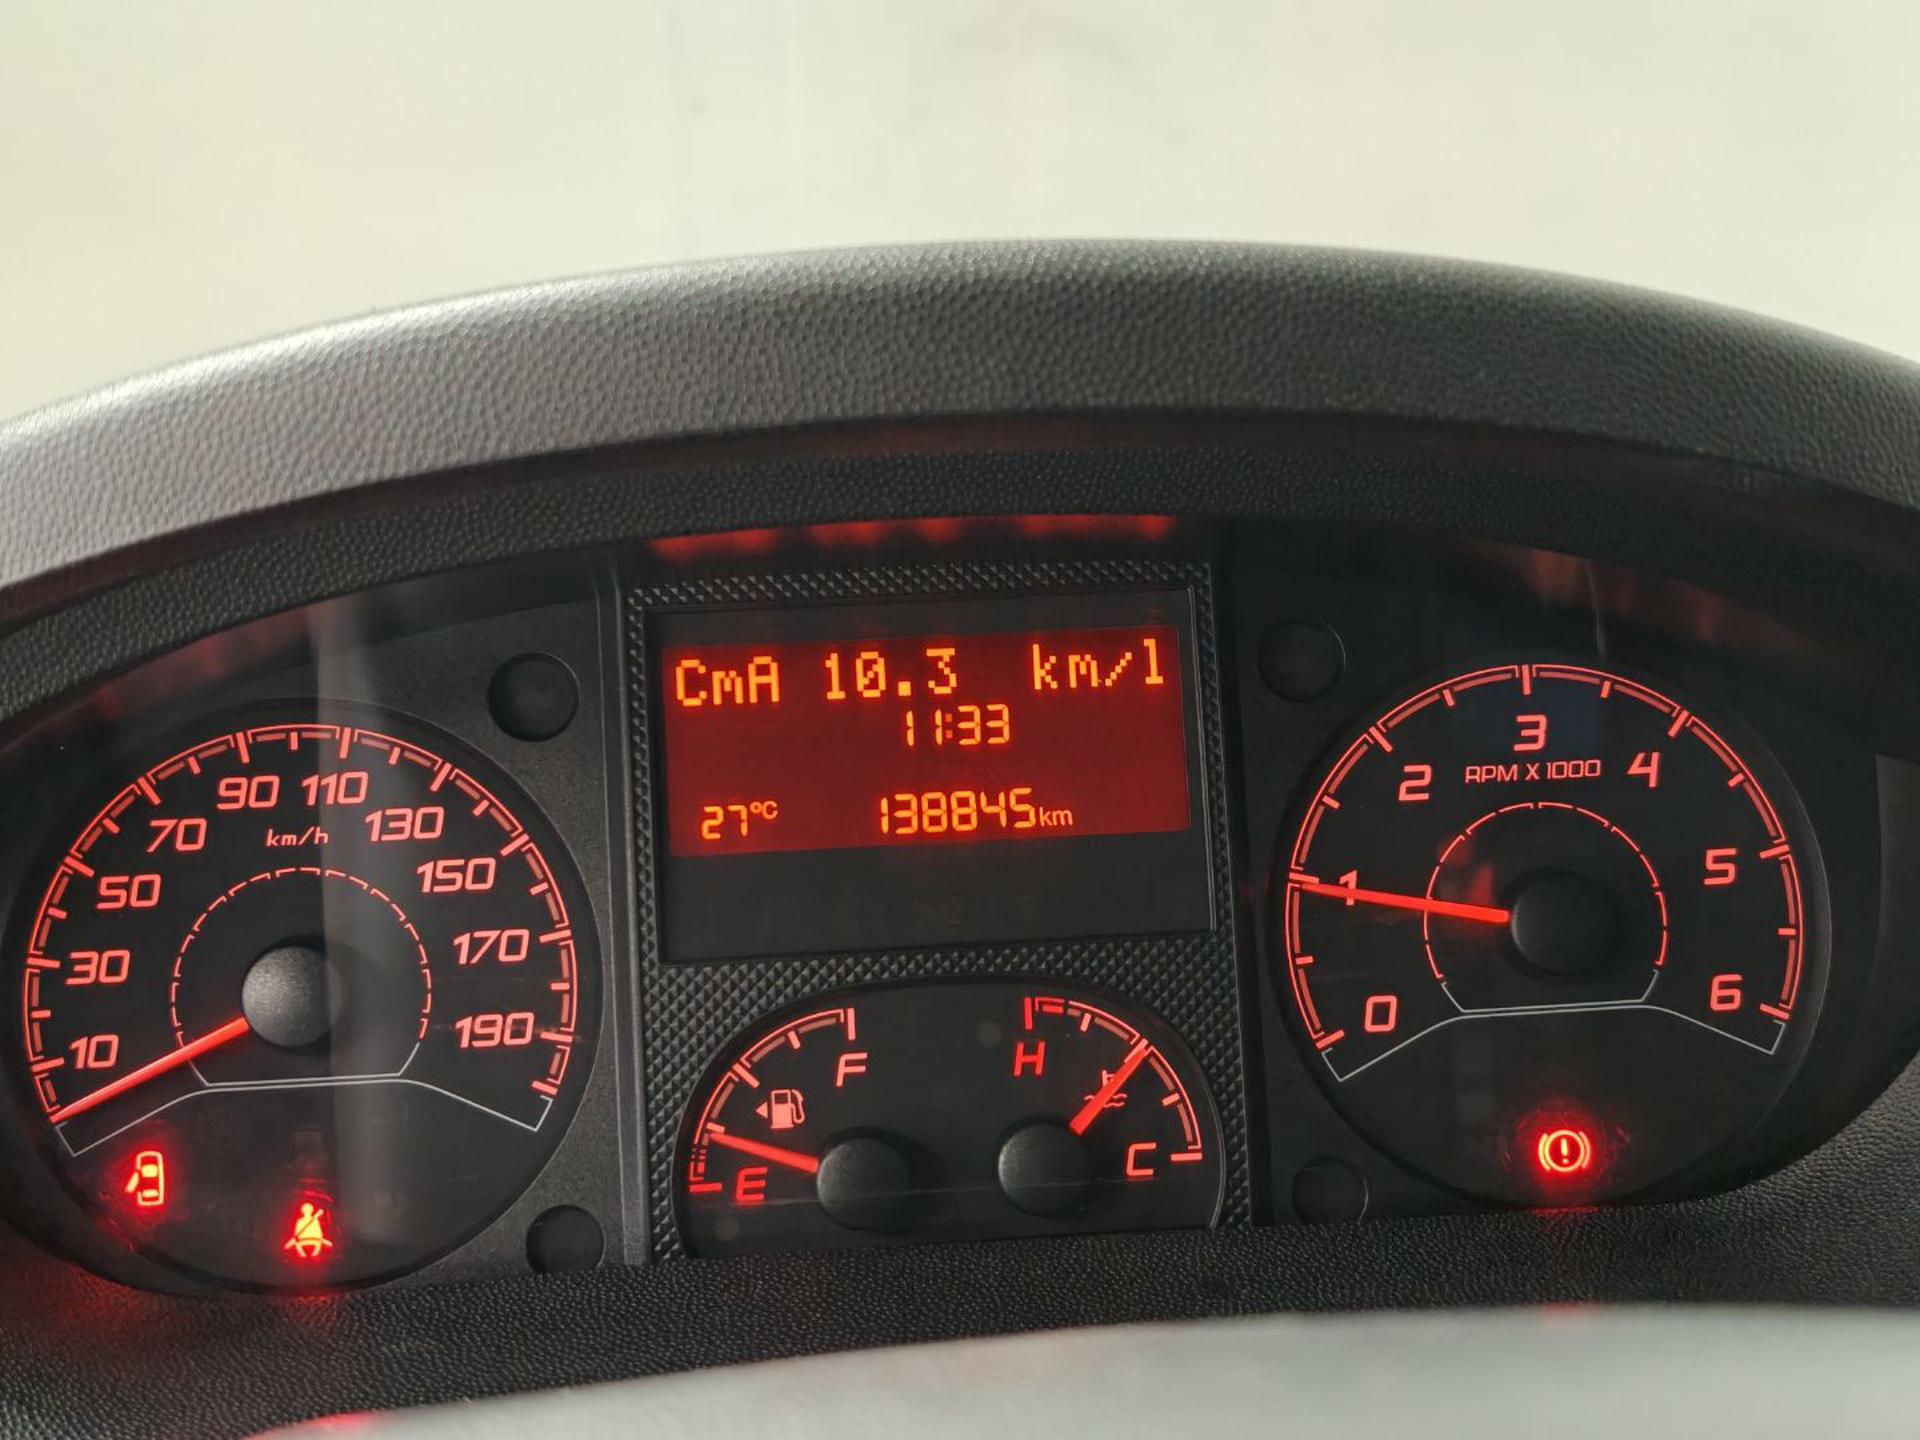 CmA 10.3 km/l
11:33
27°C 138845km
10 30 50 70 90 110 130 150 170 190
km/h
E F
H C
0 1 2 3 4 5 6
RPM X 1000